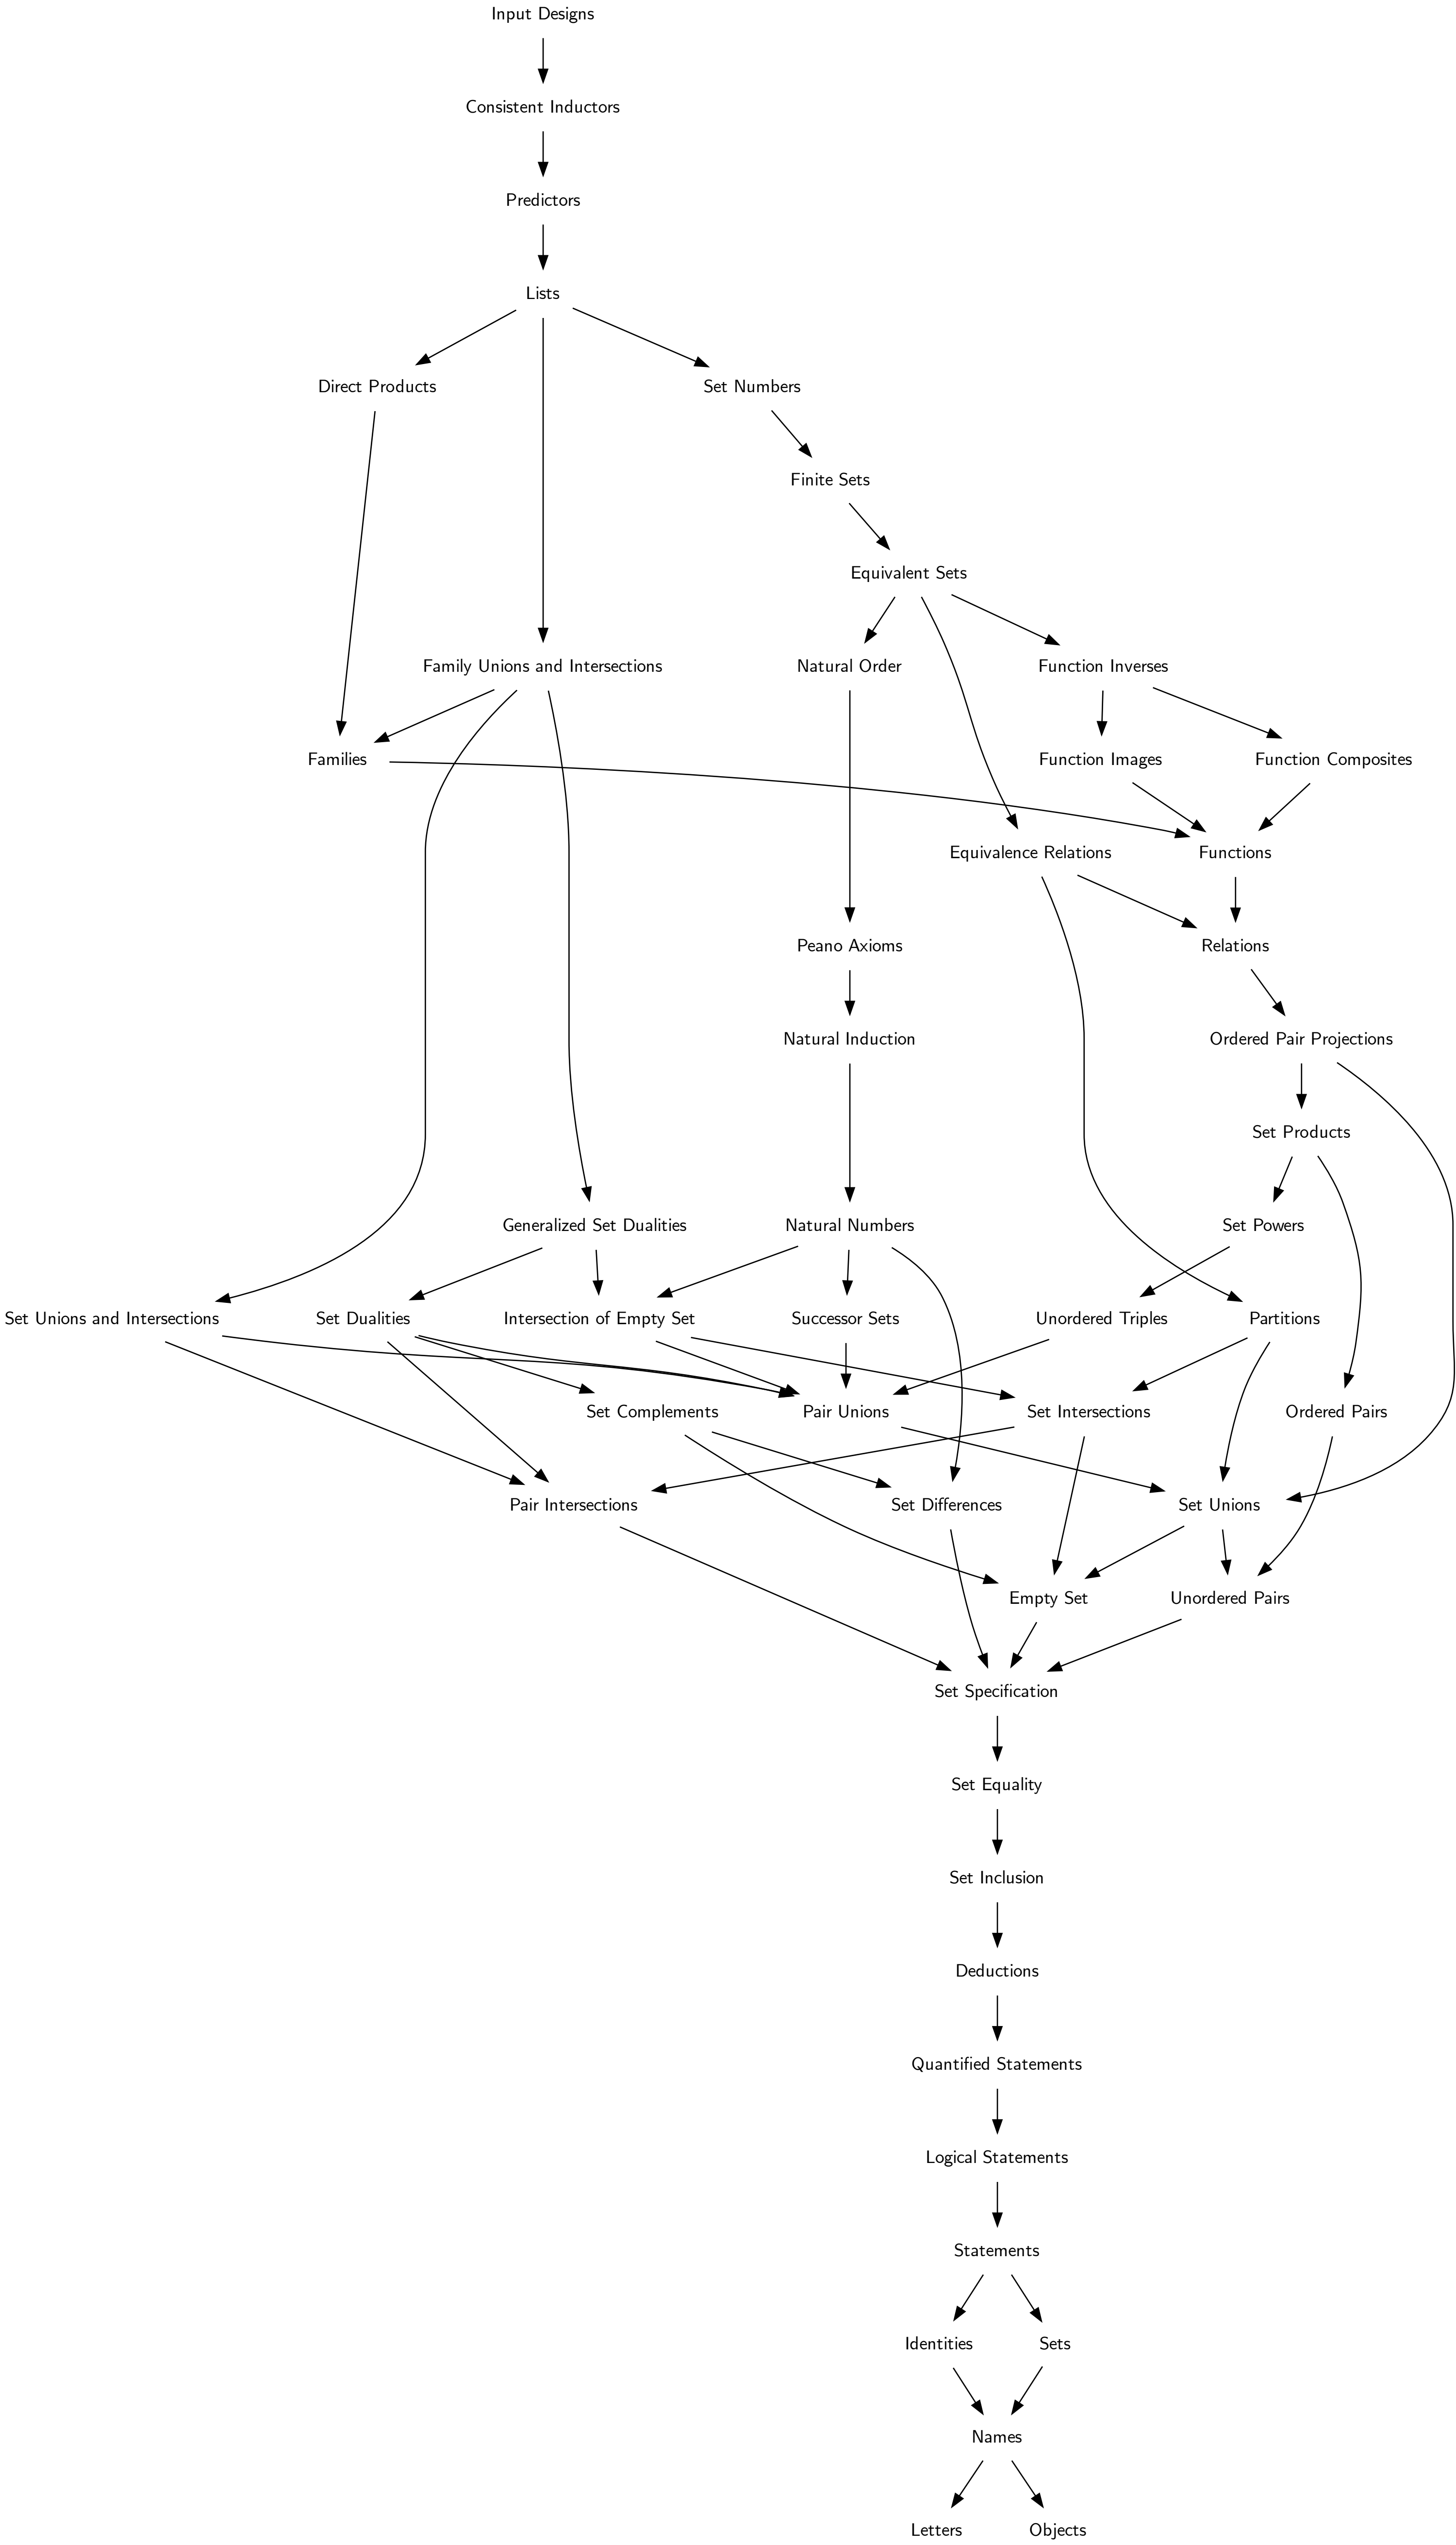 Input Designs
Consistent Inductors
Predictors
Lists
Direct Products
Set Numbers
Finite Sets
Equivalent Sets
Family Unions and Intersections
Natural Order
Function Inverses
Families
Function Images
Function Composites
Equivalence Relations
Functions
Peano Axioms
Relations
Natural Induction
Ordered Pair Projections
Set Products
Generalized Set Dualities
Natural Numbers
Set Powers
Set Unions and Intersections
Set Dualities
Intersection of Empty Set
Successor Sets
Unordered Triples
Partitions
Set Complements
Pair Unions
Set Intersections
Ordered Pairs
Pair Intersections
Set Differences
Set Unions
Empty Set
Unordered Pairs
Set Specification
Set Equality
Set Inclusion
Deductions
Quantified Statements
Logical Statements
Statements
Identities
Sets
Names
Letters
Objects